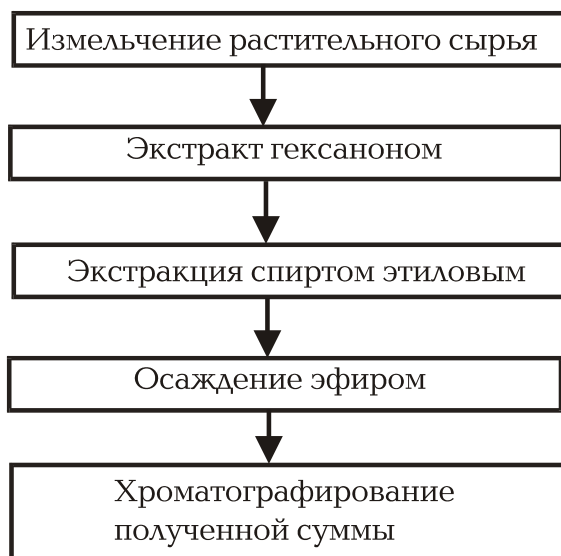 Измельчение растительного сырья
Экстракт гексаноном
Экстракция спиртом этиловым
Осаждение эфиром
Хроматографирование
полученной суммы